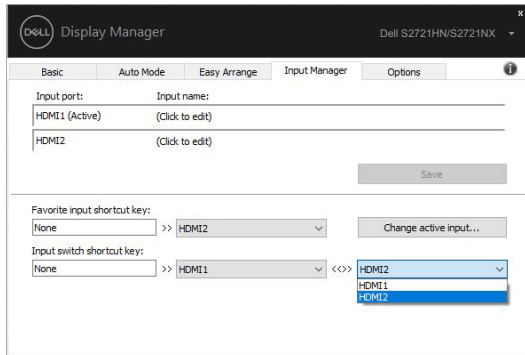 DELL Display Manager Dell S2721HN/S2721NX x
Basic Auto Mode Easy Arrange Input Manager Options i
Input port: Input name:
HDMI1 (Active) (Click to edit)
HDMI2 (Click to edit)
Save
Favorite input shortcut key:
None >> HDMI2 Change active input...
Input switch shortcut key:
None >> HDMI1 <<>> HDMI2
HDMI1
HDMI2